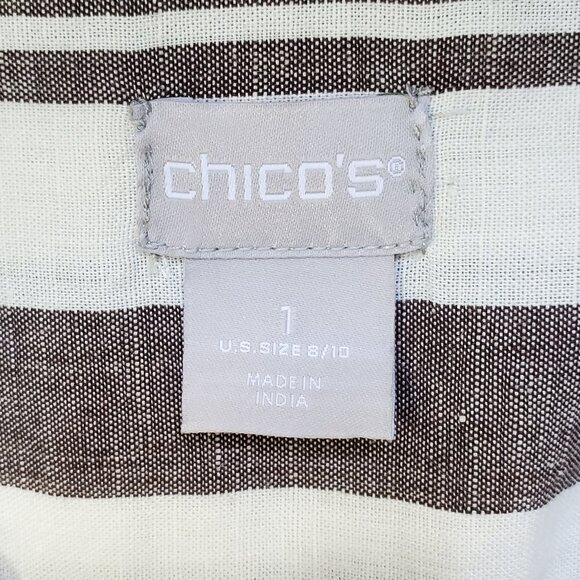 chico's®
1
U.S. SIZE 8/10
MADE IN
INDIA